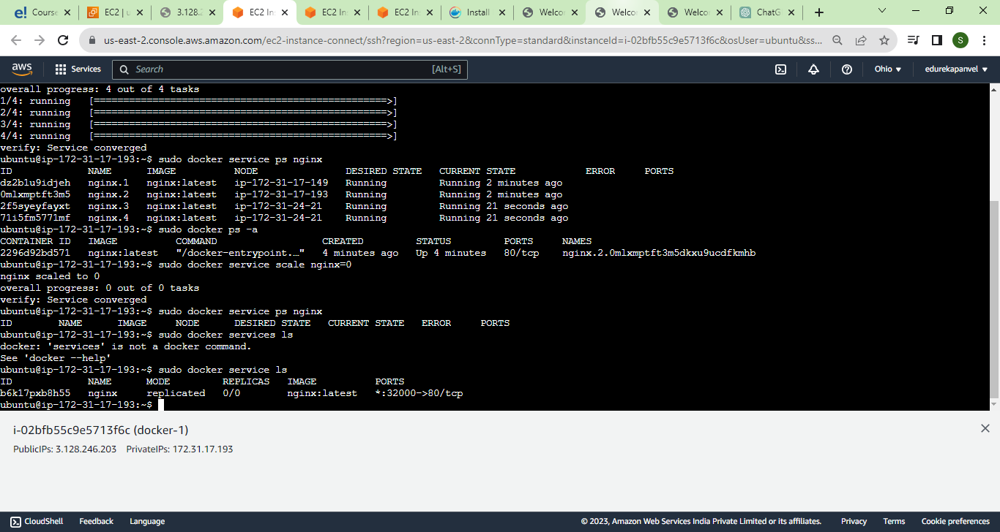 e! Course
EC2 | u
3.128.2
EC2 In
EC2 In
EC2 In
Install
Welco
Welco
Welco
ChatG
us-east-2.console.aws.amazon.com/ec2-instance-connect/ssh?region=us-east-2&connType=standard&instanceId=i-02bfb55c9e5713f6c&osUser=ubuntu&ss...
S
aws Services Search [Alt+S] Ohio ▼ edurekapanvel ▼
overall progress: 4 out of 4 tasks
1/4: running   [==================================================>]
2/4: running   [==================================================>]
3/4: running   [==================================================>]
4/4: running   [==================================================>]
verify: Service converged
ubuntu@ip-172-31-17-193:~$ sudo docker service ps nginx
ID             NAME      IMAGE          NODE               DESIRED STATE   CURRENT STATE            ERROR     PORTS
dz2b1u9idjeh   nginx.1   nginx:latest   ip-172-31-17-149   Running         Running 2 minutes ago
0mlxmptft3m5   nginx.2   nginx:latest   ip-172-31-17-193   Running         Running 2 minutes ago
2f5syeyfayxt   nginx.3   nginx:latest   ip-172-31-24-21    Running         Running 21 seconds ago
71i5fm5771mf   nginx.4   nginx:latest   ip-172-31-24-21    Running         Running 21 seconds ago
ubuntu@ip-172-31-17-193:~$ sudo docker ps -a
CONTAINER ID   IMAGE          COMMAND                  CREATED         STATUS         PORTS     NAMES
2296d92bd571   nginx:latest   "/docker-entrypoint.…"   4 minutes ago   Up 4 minutes   80/tcp    nginx.2.0mlxmptft3m5dkxu9ucdfkmhb
ubuntu@ip-172-31-17-193:~$ sudo docker service scale nginx=0
nginx scaled to 0
overall progress: 0 out of 0 tasks
verify: Service converged
ubuntu@ip-172-31-17-193:~$ sudo docker service ps nginx
ID        NAME      IMAGE     NODE      DESIRED STATE   CURRENT STATE   ERROR     PORTS
ubuntu@ip-172-31-17-193:~$ sudo docker services ls
docker: 'services' is not a docker command.
See 'docker --help'
ubuntu@ip-172-31-17-193:~$ sudo docker service ls
ID             NAME      MODE         REPLICAS   IMAGE          PORTS
b6k17pxb8h55   nginx     replicated   0/0        nginx:latest   *:32000->80/tcp
ubuntu@ip-172-31-17-193:~$
i-02bfb55c9e5713f6c (docker-1)
PublicIPs: 3.128.246.203 PrivateIPs: 172.31.17.193
CloudShell Feedback Language © 2023, Amazon Web Services India Private Limited or its affiliates. Privacy Terms Cookie preferences